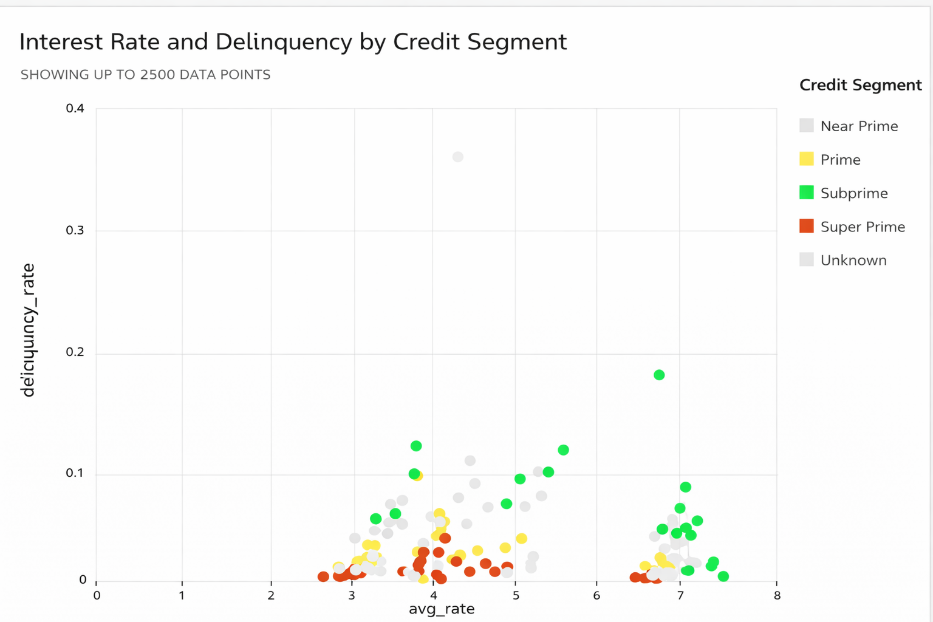 Interest Rate and Delinquency by Credit Segment
SHOWING UP TO 2500 DATA POINTS
Credit Segment
Near Prime
Prime
Subprime
Super Prime
Unknown
0.4
0.3
0.2
0.1
0
0 1 2 3 4 5 6 7 8
avg_rate